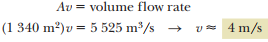 Av = volume flow rate
(1 340 m²)v = 5 525 m³/s → v ≈ 4 m/s